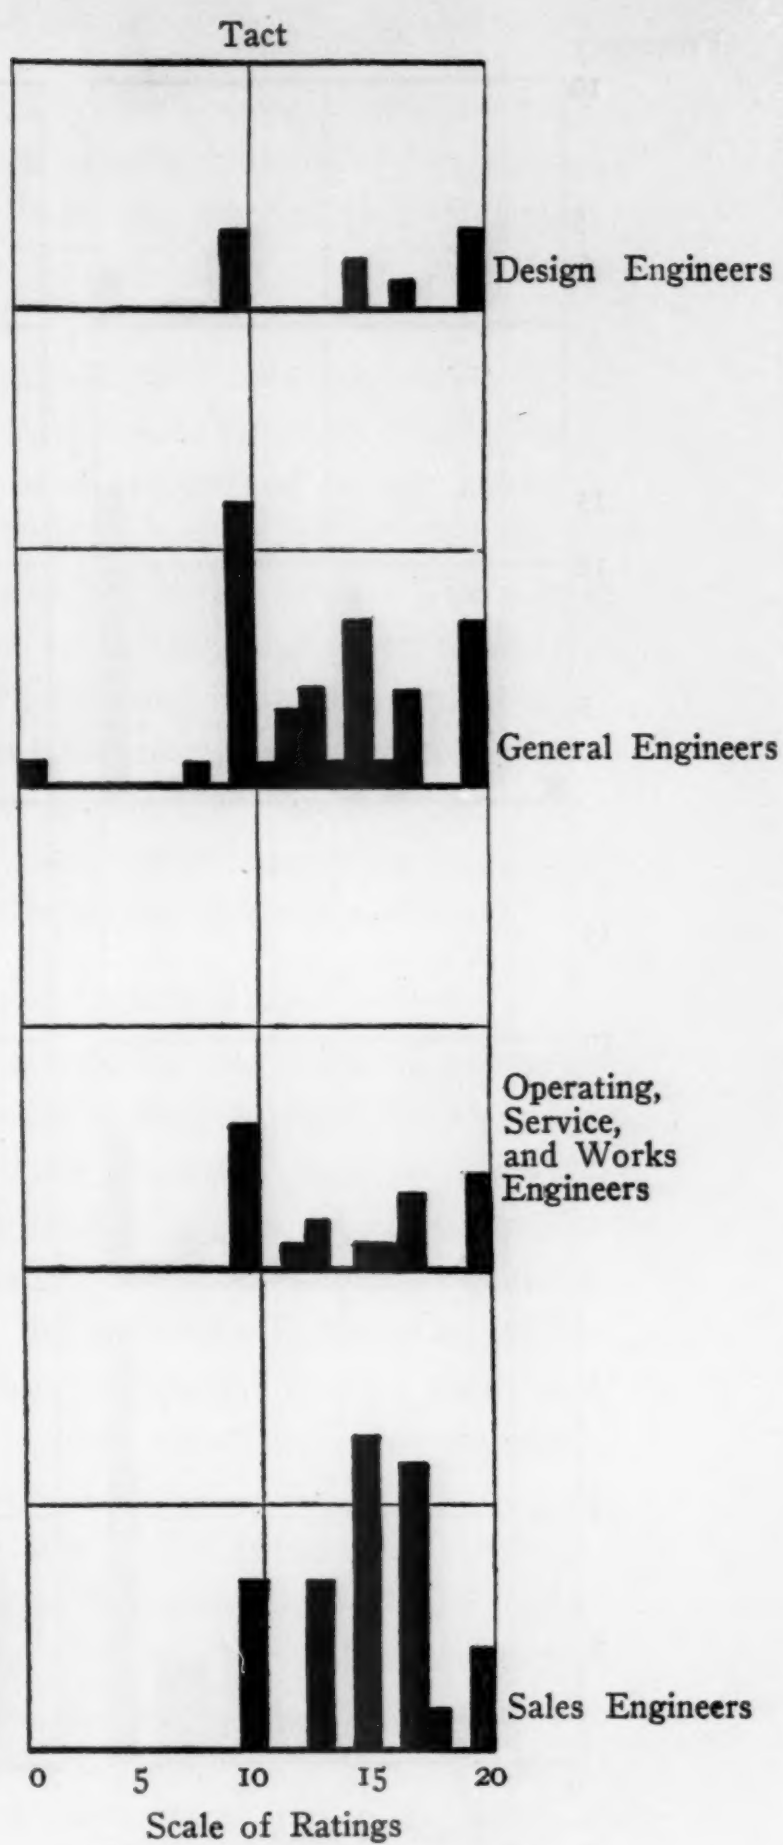 Tact
Design Engineers
General Engineers
Operating,
Service,
and Works
Engineers
Sales Engineers
0 5 10 15 20
Scale of Ratings